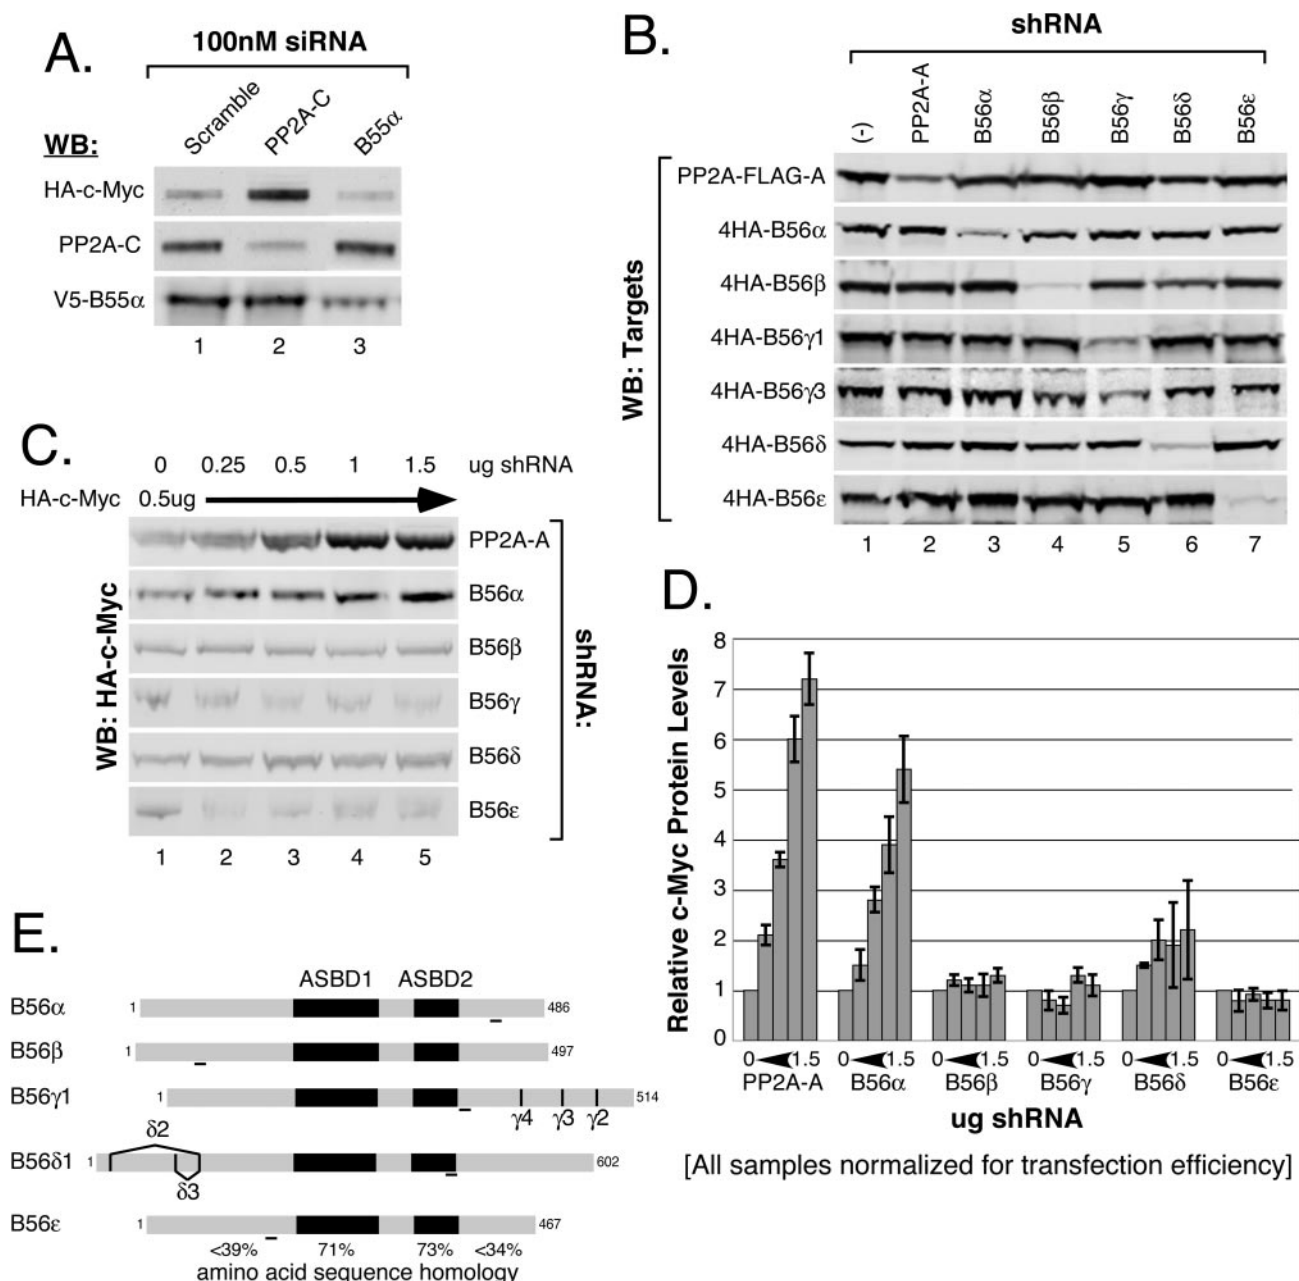 A.
100nM siRNA
Scramble
PP2A-C
B55α
WB:
HA-c-Myc
PP2A-C
V5-B55α
1 2 3
B.
shRNA
(-)
PP2A-A
B56α
B56β
B56γ
B56δ
B56ε
WB: Targets
PP2A-FLAG-A
4HA-B56α
4HA-B56β
4HA-B56γ1
4HA-B56γ3
4HA-B56δ
4HA-B56ε
1 2 3 4 5 6 7
C.
0 0.25 0.5 1 1.5 ug shRNA
HA-c-Myc 0.5ug
WB: HA-c-Myc
PP2A-A
B56α
B56β
B56γ
B56δ
B56ε
shRNA:
1 2 3 4 5
D.
Relative c-Myc Protein Levels
8
7
6
5
4
3
2
1
0
0 1.5 0 1.5 0 1.5 0 1.5 0 1.5 0 1.5
PP2A-A B56α B56β B56γ B56δ B56ε
ug shRNA
[All samples normalized for transfection efficiency]
E.
ASBD1 ASBD2
B56α 1 486
B56β 1 497
B56γ1 1 514
γ4 γ3 γ2
δ2
B56δ1 1 602
δ3
B56ε 1 467
<39% 71% 73% <34%
amino acid sequence homology